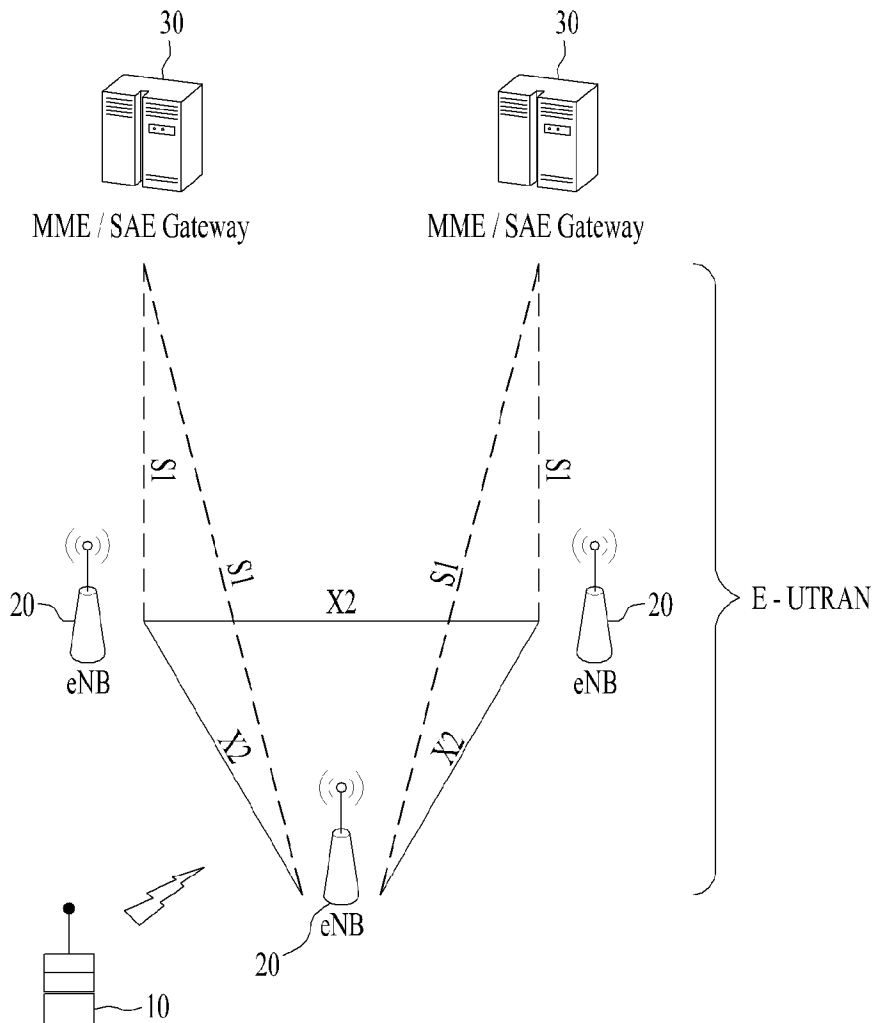 30
30
MME / SAE Gateway
MME / SAE Gateway
S1
S1
S1
S1
20
X2
20
E - UTRAN
eNB
eNB
X2
X2
20
eNB
10